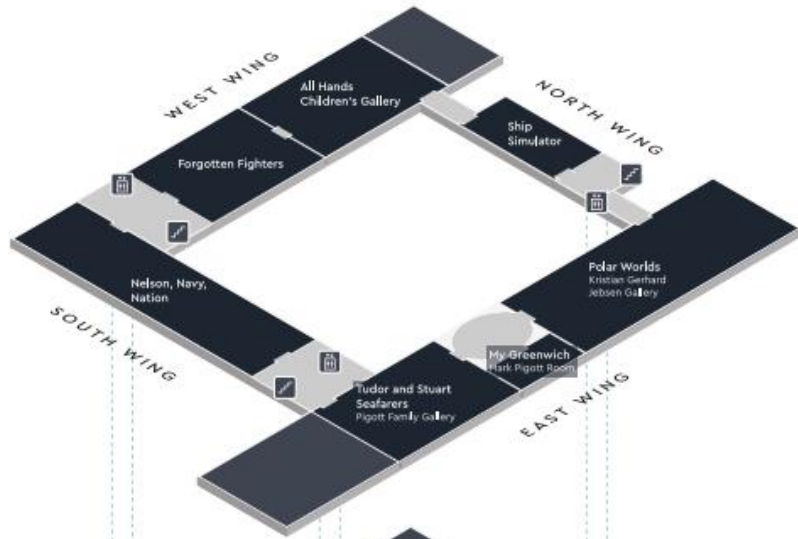 WEST WING
NORTH WING
All Hands
Children's Gallery
Ship
Simulator
Forgotten Fighters
Polar Worlds
Kristian Gerhard
Jebsen Gallery
Nelson, Navy,
Nation
SOUTH WING
My Greenwich
Mark Pigott Room
Tudor and Stuart
Seafarers
Pigott Family Gallery
EAST WING